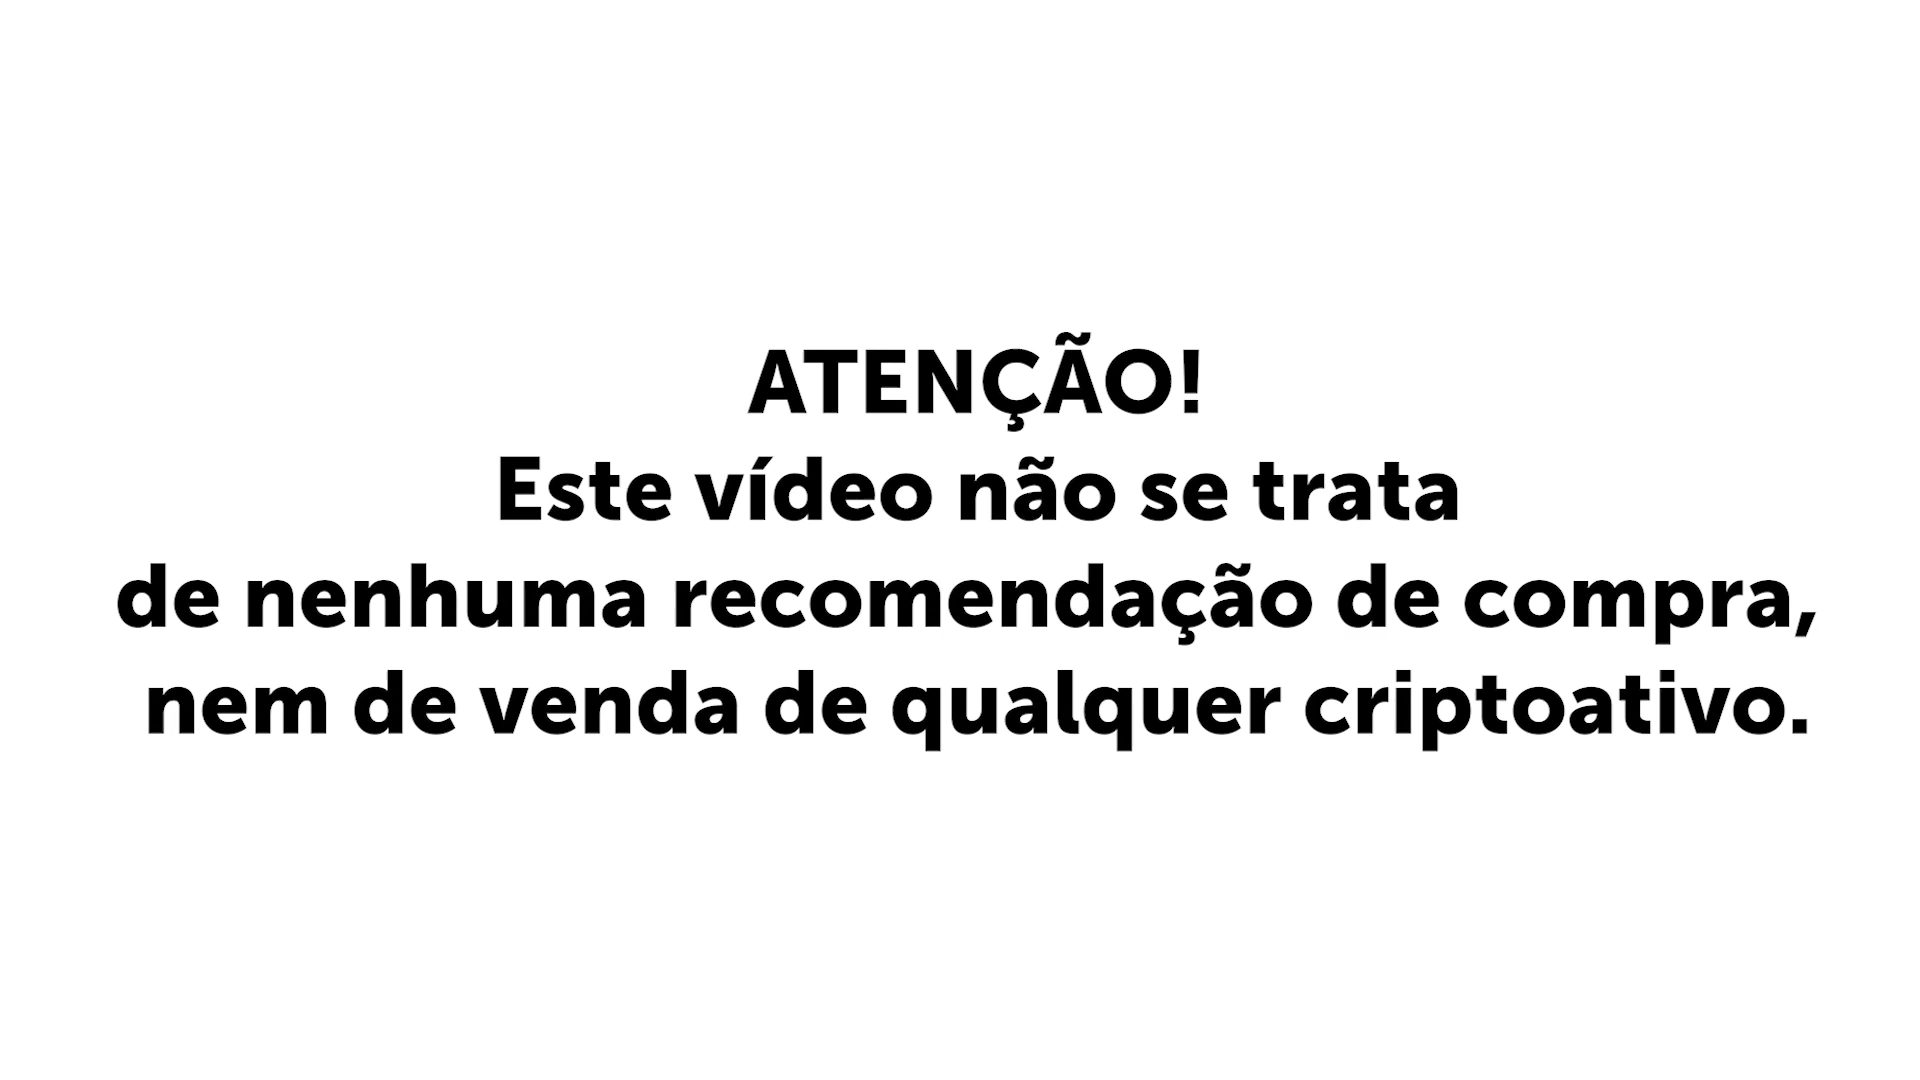 ATENÇÃO!
Este vídeo não se trata
de nenhuma recomendação de compra,
nem de venda de qualquer criptoativo.